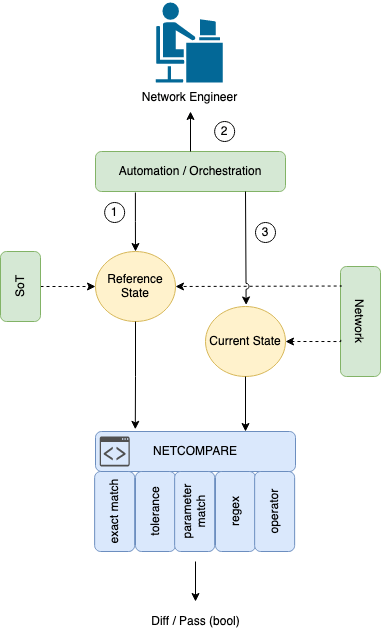 Network Engineer
2
Automation / Orchestration
1
3
SoT
Reference
State
Network
Current State
<>
NETCOMPARE
exact match
tolerance
parameter
match
regex
operator
Diff / Pass (bool)